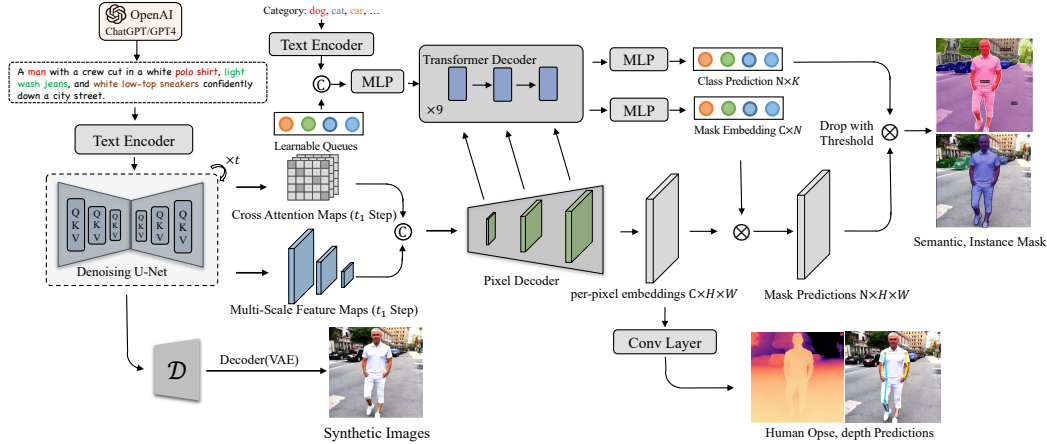 OpenAI
ChatGPT/GPT4
A man with a crew cut in a white polo shirt, light
wash jeans, and white low-top sneakers confidently
down a city street.
Text Encoder
×t
Q
K
V
Q
K
V
Q
K
V
Q
K
V
Q
K
V
Q
K
V
Denoising U-Net
Category: dog, cat, car, ...
Text Encoder
C
MLP
Learnable Queues
Cross Attention Maps (t₁ Step)
C
Multi-Scale Feature Maps (t₁ Step)
D
Decoder(VAE)
Synthetic Images
Transformer Decoder
×9
MLP
Class Prediction N×K
MLP
Mask Embedding C×N
Drop with
Threshold
Pixel Decoder
per-pixel embeddings C×H×W
Mask Predictions N×H×W
Semantic, Instance Mask
Conv Layer
Human Opse, depth Predictions